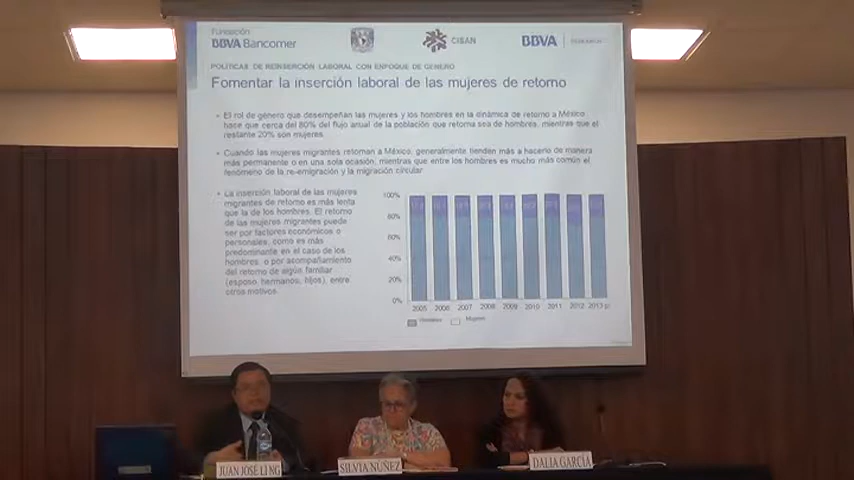 Fundación
BBVA Bancomer
CISAN
BBVA
POLÍTICAS DE REINSERCIÓN LABORAL CON ENFOQUE DE GÉNERO
Fomentar la inserción laboral de las mujeres de retorno
El rol de género que desempeñan las mujeres y los hombres en la dinámica de retorno a México,
hace que cerca del 80% del flujo anual de la población que retorna sea de hombres, mientras que el
restante 20% son mujeres
Cuando las mujeres migrantes retornan a México, generalmente tienden más a hacerlo de manera
más permanente o en una sola ocasión, mientras que entre los hombres es mucho más común el
fenómeno de la re-emigración y la migración circular
La inserción laboral de las mujeres
migrantes de retorno es más lenta
que la de los hombres. El retorno
de las mujeres migrantes puede
ser por factores económicos o
personales, como es más
predominante en el caso de los
hombres, o por acompañamiento
del retorno de algún familiar
(esposo, hermanos, hijos), entre
otros motivos.
100%
80%
60%
40%
20%
0%
2005 2006 2007 2008 2009 2010 2011 2012 2013 p
Hombres Mujeres
JUAN JOSÉ LI NG
SILVIA NÚÑEZ
DALIA GARCÍA